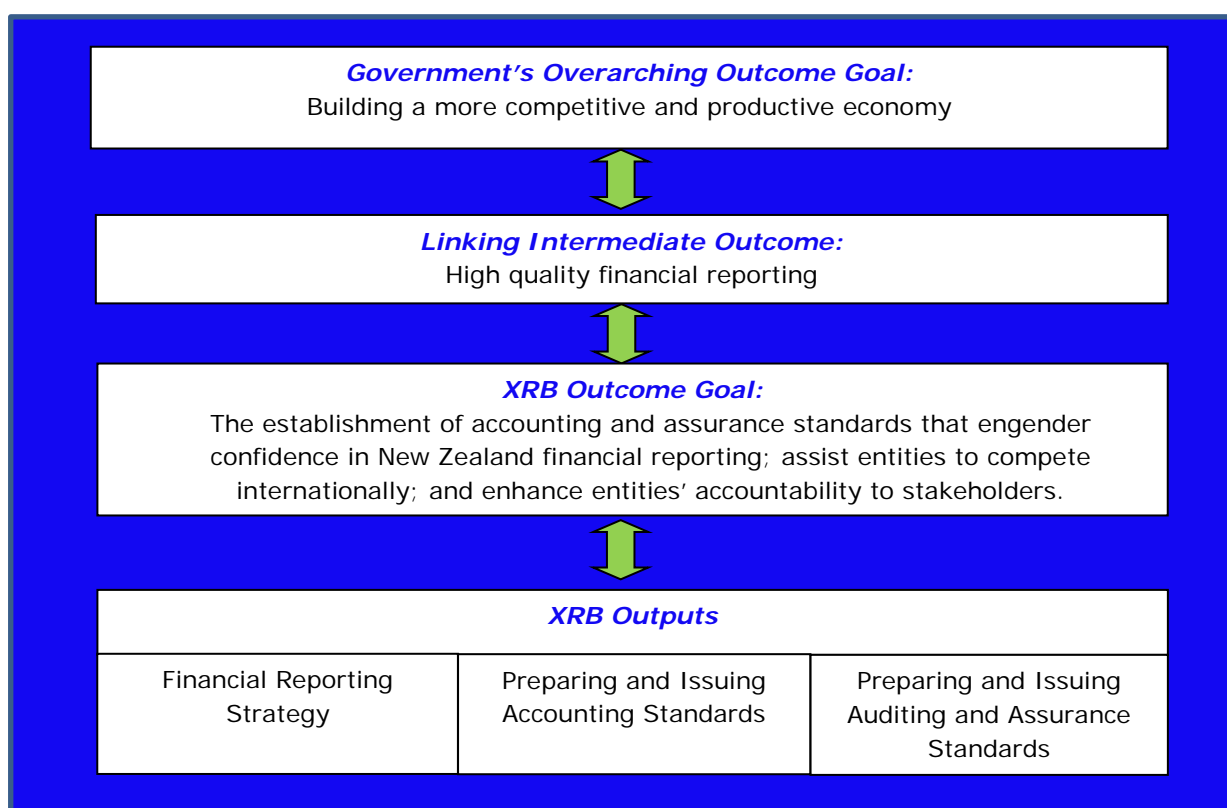 Government's Overarching Outcome Goal:
Building a more competitive and productive economy
Linking Intermediate Outcome:
High quality financial reporting
XRB Outcome Goal:
The establishment of accounting and assurance standards that engender
confidence in New Zealand financial reporting; assist entities to compete
internationally; and enhance entities' accountability to stakeholders.
XRB Outputs
Financial Reporting
Strategy
Preparing and Issuing
Accounting Standards
Preparing and Issuing
Auditing and Assurance
Standards